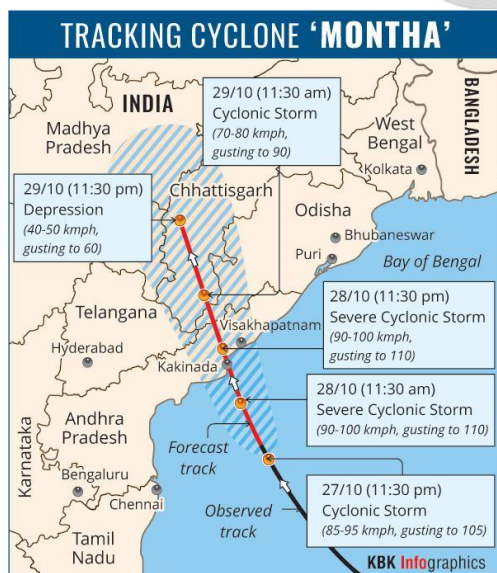 TRACKING CYCLONE ‘MONTHA’
INDIA
Madhya
Pradesh
29/10 (11:30 am)
Cyclonic Storm
(70-80 kmph,
gusting to 90)
West
Bengal
BANGLADESH
Kolkata
29/10 (11:30 pm)
Depression
(40-50 kmph,
gusting to 60)
Chhattisgarh
Odisha
Bhubaneswar
Puri
Bay of Bengal
Telangana
Hyderabad
Visakhapatnam
Kakinada
28/10 (11:30 pm)
Severe Cyclonic Storm
(90-100 kmph,
gusting to 110)
28/10 (11:30 am)
Severe Cyclonic Storm
(90-100 kmph, gusting to 110)
Karnataka
Andhra
Pradesh
Forecast
track
Bengaluru
Chennai
Observed
track
27/10 (11:30 pm)
Cyclonic Storm
(85-95 kmph, gusting to 105)
Tamil
Nadu
KBK Infographics